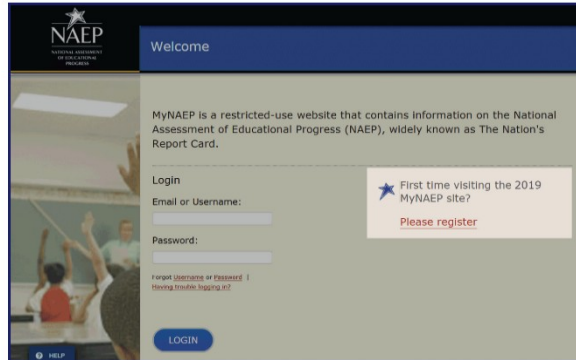 NAEP
NATIONAL ASSESSMENT
OF EDUCATIONAL
PROGRESS
Welcome
MyNAEP is a restricted-use website that contains information on the National
Assessment of Educational Progress (NAEP), widely known as The Nation's
Report Card.
Login
Email or Username:
Password:
Forgot Username or Password |
Having trouble logging in?
LOGIN
First time visiting the 2019
MyNAEP site?
Please register
HELP